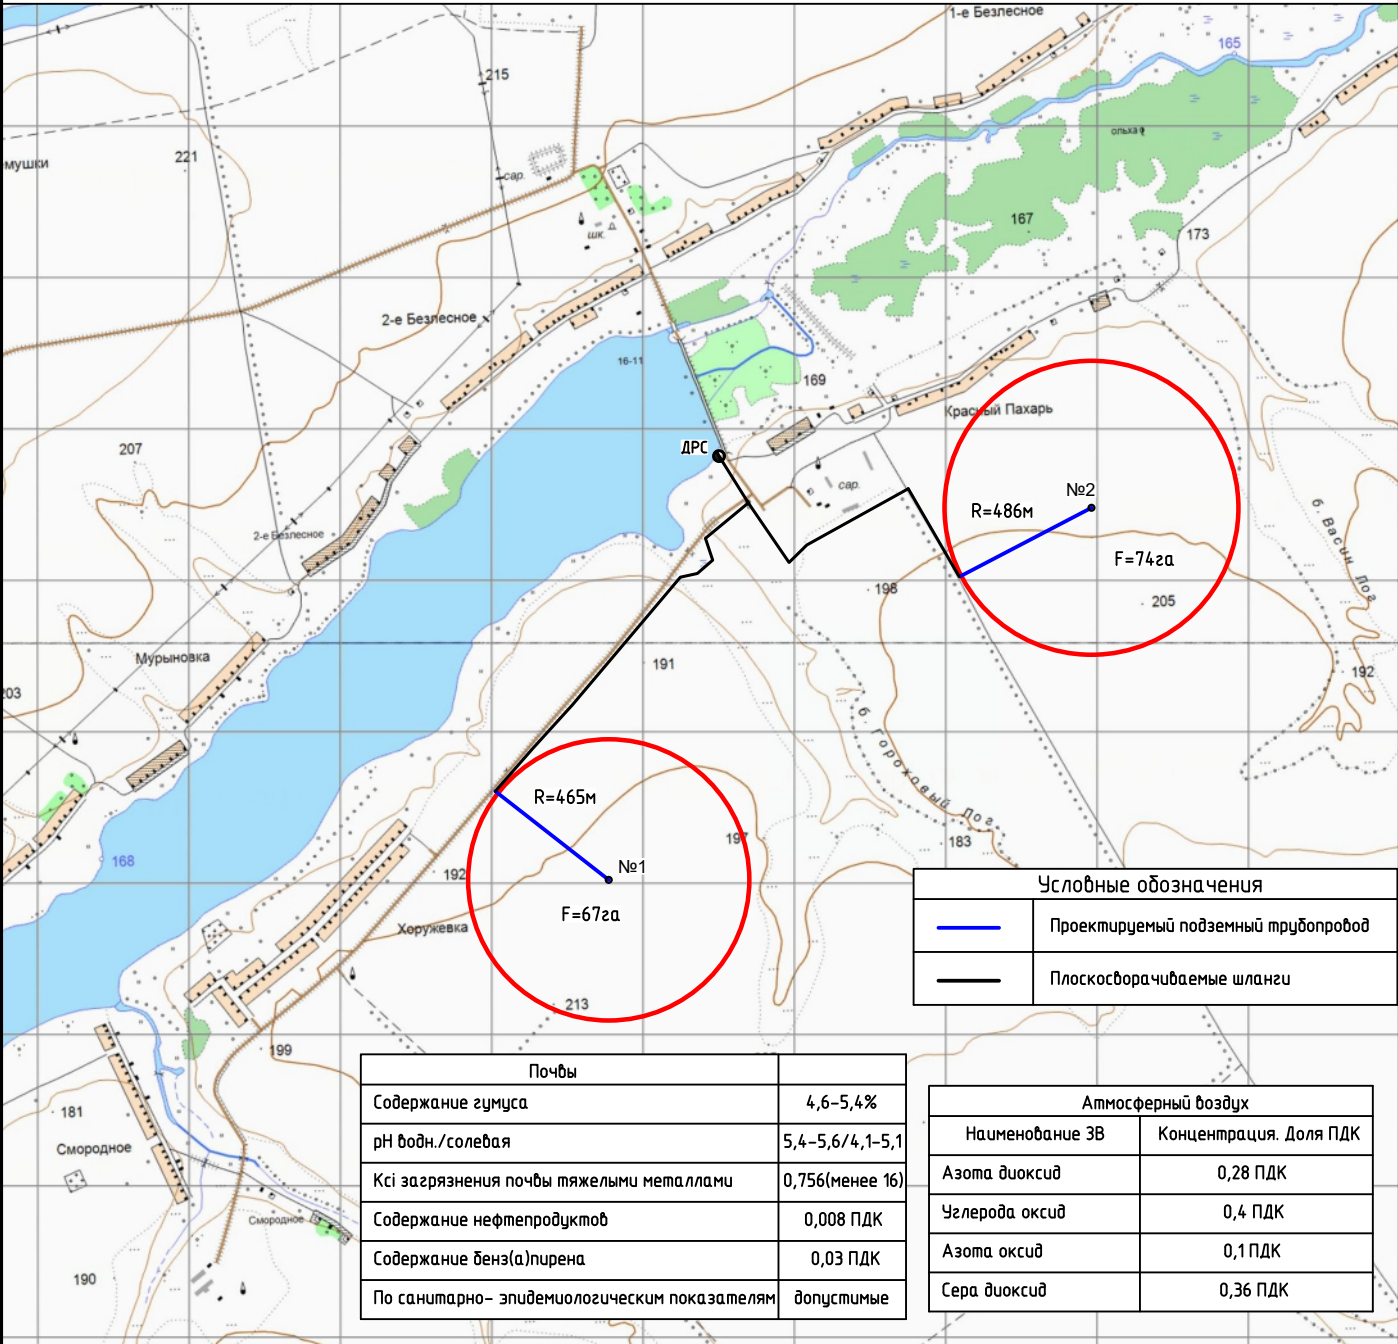 1-е Безлесное
165
215
ольха
221
мушки
сар.
167
173
шк.
2-е Безлесное
16-11
169
Красный Пахарь
207
ДРС
сар.
№2
R=486м
б. Васин Лог
2-е Безлесное
F=74га
198
205
Мурыновка
191
192
203
б. Гороховый Лог
R=465м
197
183
168
192
№1
F=67га
Хоружевка
213
199
181
Смородное
Смородное
190
Условные обозначения
Проектируемый подземный трубопровод
Плоскосворачиваемые шланги
Почвы
Содержание гумуса 4,6-5,4%
pH водн./солевая 5,4-5,6/4,1-5,1
Ксi загрязнения почвы тяжелыми металлами 0,756(менее 16)
Содержание нефтепродуктов 0,008 ПДК
Содержание бенз(а)пирена 0,03 ПДК
По санитарно- эпидемиологическим показателям допустимые
Атмосферный воздух
Наименование ЗВ Концентрация. Доля ПДК
Азота диоксид 0,28 ПДК
Углерода оксид 0,4 ПДК
Азота оксид 0,1 ПДК
Сера диоксид 0,36 ПДК